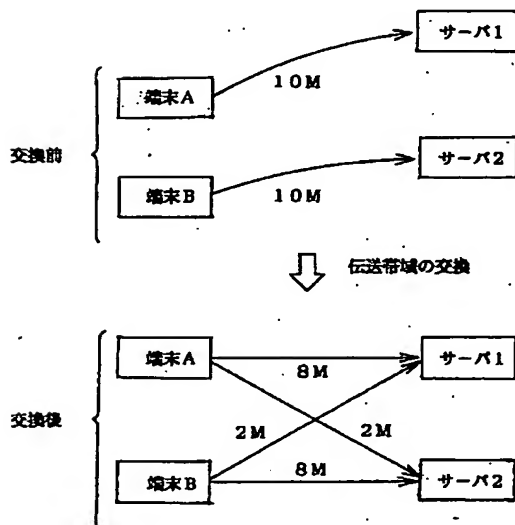 サーバ1
10M
端末A
交換前
サーバ2
端末B
10M
伝送帯域の交換
端末A
サーバ1
8M
交換後
2M
2M
端末B
8M
サーバ2